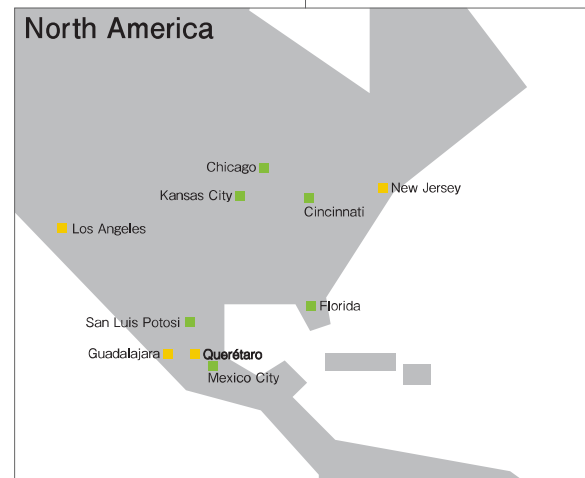 North America
Chicago
Kansas City
New Jersey
Cincinnati
Los Angeles
Florida
San Luis Potosi
Guadalajara
Querétaro
Mexico City